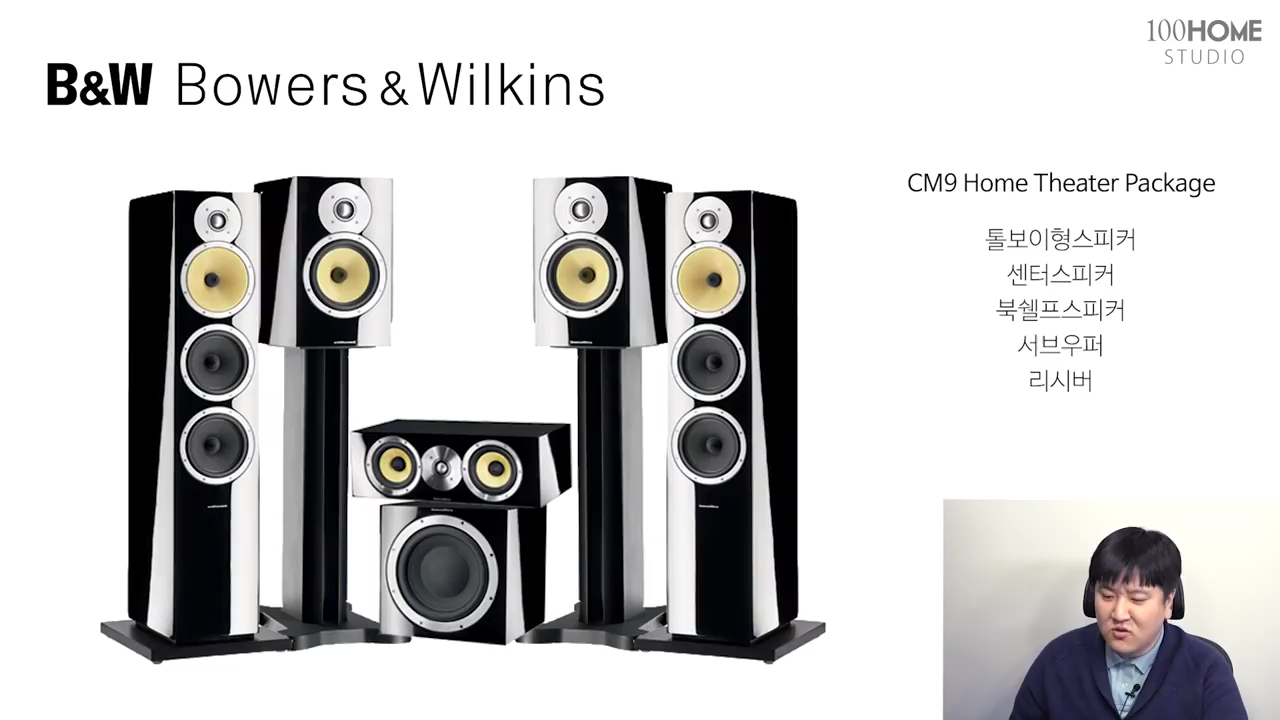 100HOME
STUDIO
B&W Bowers & Wilkins
CM9 Home Theater Package
톨보이형스피커
센터스피커
북쉘프스피커
서브우퍼
리시버